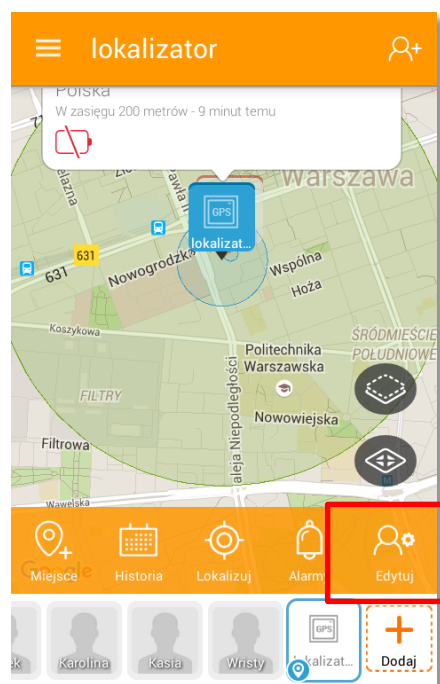 lokalizator
Polska
W zasięgu 200 metrów - 9 minut temu
Warszawa
GPS
lokalizat...
631
631
Nowogrodzka
Wspólna
Hoża
Koszykowa
Politechnika
Warszawska
ŚRÓDMIEŚCIE
POŁUDNIOWE
FILTRY
aleja Niepodległości
Nowowiejska
Filtrowa
M
Wawelska
Google
Miejsce
Historia
Lokalizuj
Alarmy
Edytuj
Karolina
Kasia
Wristy
GPS
lokalizat...
Dodaj